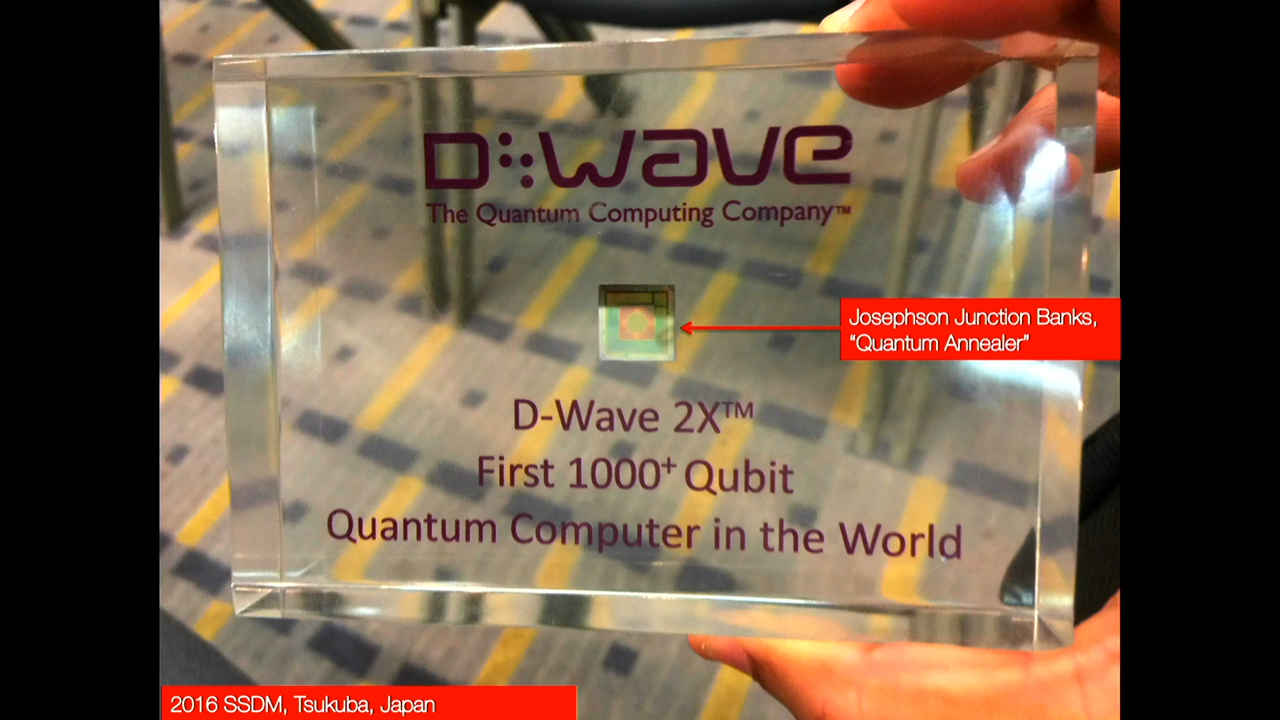 D:Wave
The Quantum Computing Company™
Josephson Junction Banks,
“Quantum Annealer”
D-Wave 2X™
First 1000⁺ Qubit
Quantum Computer in the World
2016 SSDM, Tsukuba, Japan